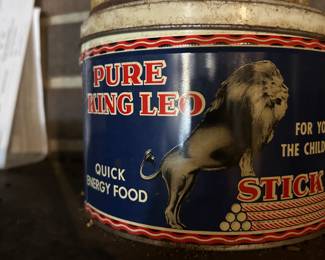 PURE
KING LEO
FOR YO
THE CHILD
QUICK
ENERGY FOOD
STICK